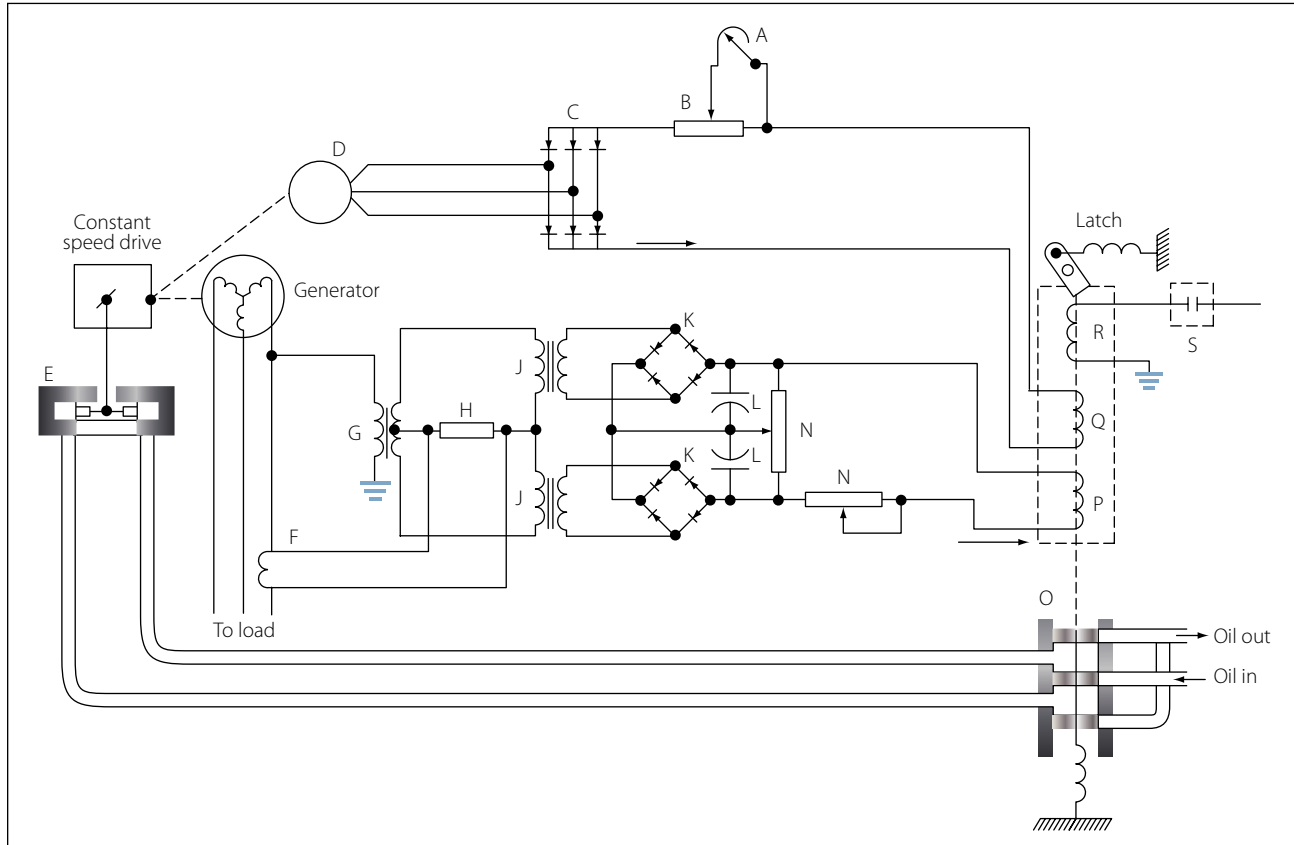 A
B
C
D
Constant
speed drive
Latch
Generator
E
K
R
S
J
H
L
G
Q
N
K
L
N
J
P
F
O
To load
Oil out
Oil in